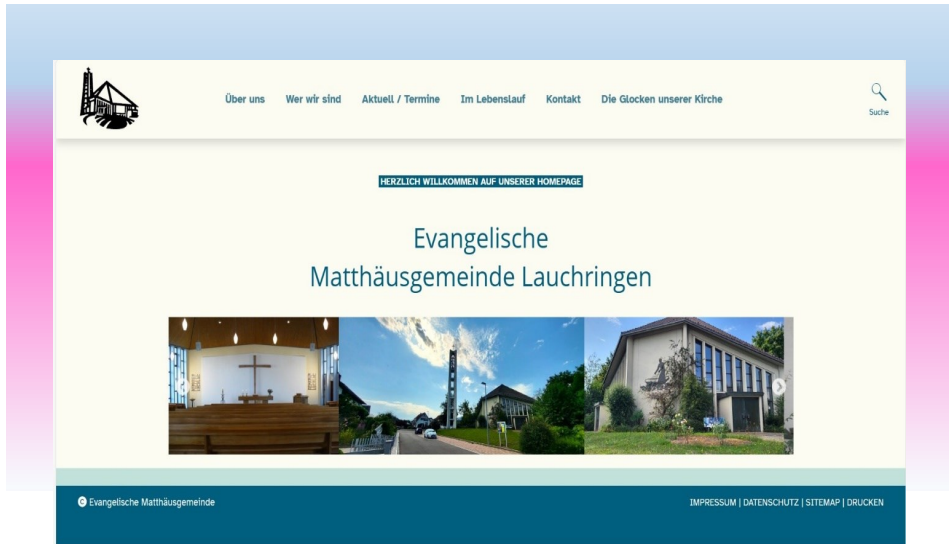 Über uns Wer wir sind Aktuell / Termine Im Lebenslauf Kontakt Die Glocken unserer Kirche
Suche
HERZLICH WILLKOMMEN AUF UNSERER HOMEPAGE
Evangelische
Matthäusgemeinde Lauchringen
© Evangelische Matthäusgemeinde
IMPRESSUM | DATENSCHUTZ | SITEMAP | DRUCKEN